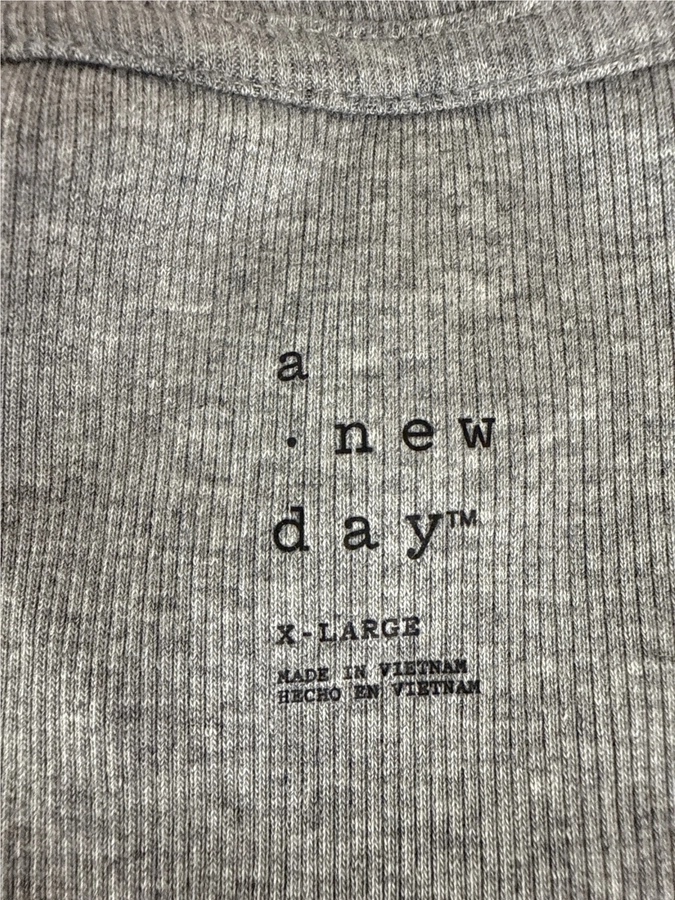 a
· new
day™
X-LARGE
MADE IN VIETNAM
HECHO EN VIETNAM